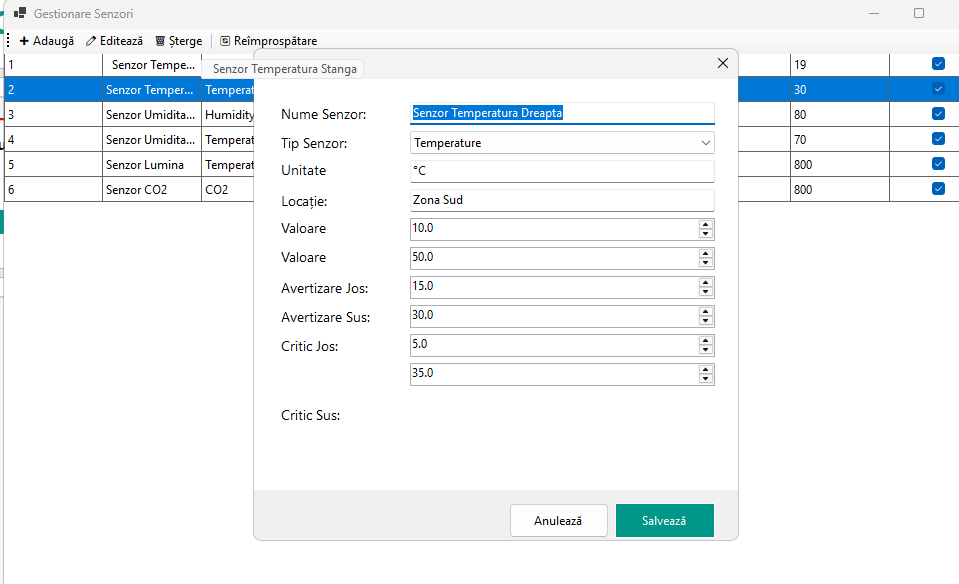 Gestionare Senzori
Adaugă Editează Șterge Reîmprospătare
1 Senzor Tempe... 19
Senzor Temperatura Stanga
2 Senzor Temper... Temperat 30
3 Senzor Umidita... Humidity 80
4 Senzor Umidita... Temperat 70
5 Senzor Lumina Temperat 800
6 Senzor CO2 CO2 800
Nume Senzor: Senzor Temperatura Dreapta
Tip Senzor: Temperature
Unitate °C
Locație: Zona Sud
Valoare 10.0
Valoare 50.0
Avertizare Jos: 15.0
Avertizare Sus: 30.0
Critic Jos: 5.0
35.0
Critic Sus:
Anulează Salvează